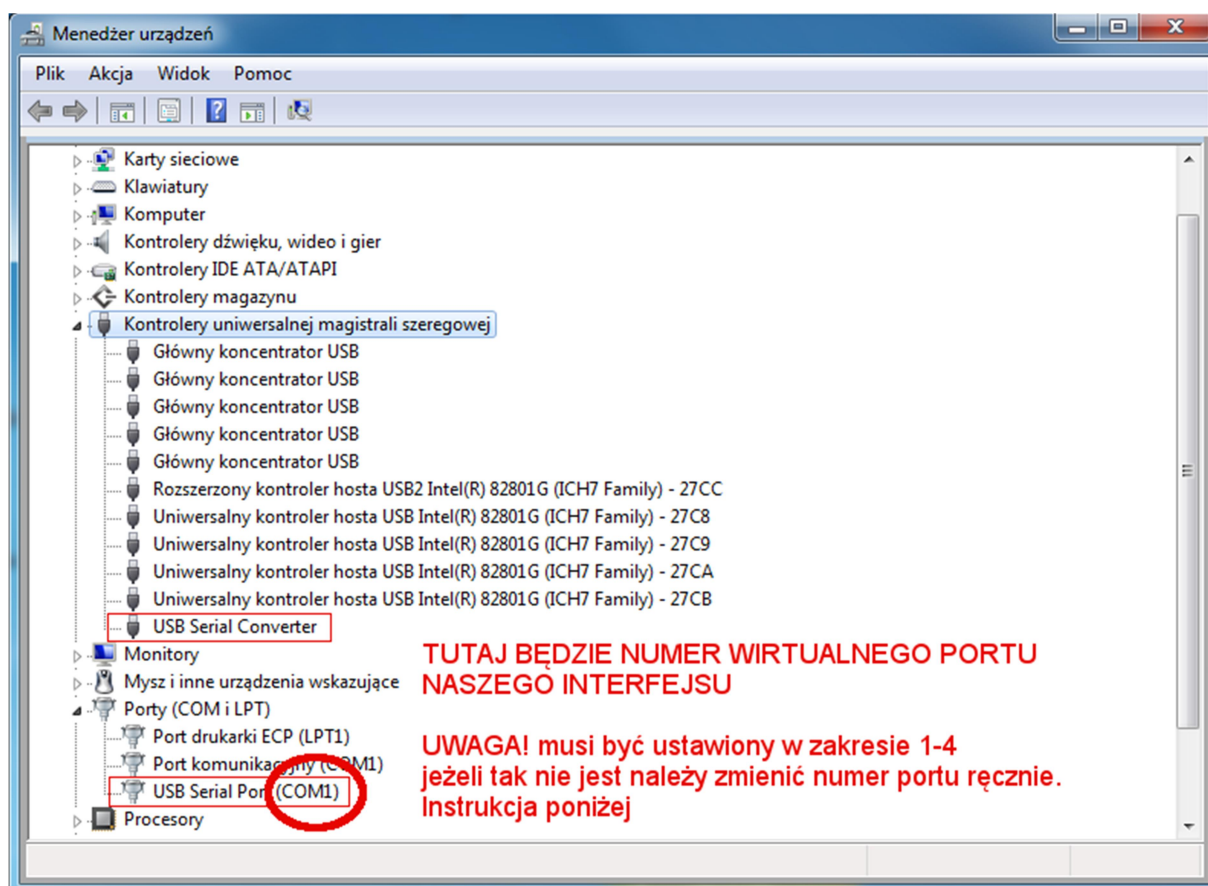 Menedżer urządzeń
Plik Akcja Widok Pomoc
Karty sieciowe
Klawiatury
Komputer
Kontrolery dźwięku, wideo i gier
Kontrolery IDE ATA/ATAPI
Kontrolery magazynu
Kontrolery uniwersalnej magistrali szeregowej
Główny koncentrator USB
Główny koncentrator USB
Główny koncentrator USB
Główny koncentrator USB
Główny koncentrator USB
Rozszerzony kontroler hosta USB2 Intel(R) 82801G (ICH7 Family) - 27CC
Uniwersalny kontroler hosta USB Intel(R) 82801G (ICH7 Family) - 27C8
Uniwersalny kontroler hosta USB Intel(R) 82801G (ICH7 Family) - 27C9
Uniwersalny kontroler hosta USB Intel(R) 82801G (ICH7 Family) - 27CA
Uniwersalny kontroler hosta USB Intel(R) 82801G (ICH7 Family) - 27CB
USB Serial Converter
Monitory
Mysz i inne urządzenia wskazujące
Porty (COM i LPT)
Port drukarki ECP (LPT1)
Port komunikacyjny (COM1)
USB Serial Port (COM1)
Procesory
TUTAJ BĘDZIE NUMER WIRTUALNEGO PORTU
NASZEGO INTERFEJSU
UWAGA! musi być ustawiony w zakresie 1-4
jeżeli tak nie jest należy zmienić numer portu ręcznie.
Instrukcja poniżej